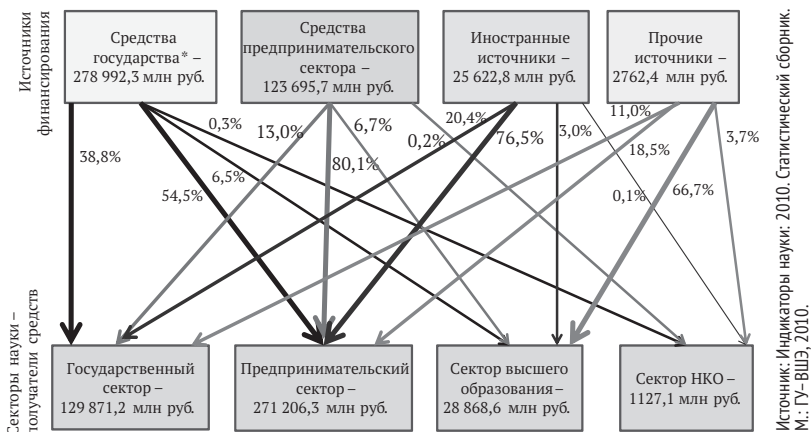 Источники
финансирования
Средства
государства* –
278 992,3 млн руб.
Средства
предпринимательского
сектора –
123 695,7 млн руб.
Иностранные
источники –
25 622,8 млн руб.
Прочие
источники –
2762,4 млн руб.
38,8%
0,3%
6,5%
54,5%
13,0%
80,1%
6,7%
0,2%
20,4%
76,5%
3,0%
0,1%
11,0%
18,5%
66,7%
3,7%
Секторы науки –
получатели средств
Государственный
сектор –
129 871,2 млн руб.
Предпринимательский
сектор –
271 206,3 млн руб.
Сектор высшего
образования –
28 868,6 млн руб.
Сектор НКО –
1127,1 млн руб.
Источник: Индикаторы науки: 2010. Статистический сборник.
М.: ГУ– ВШЭ, 2010.